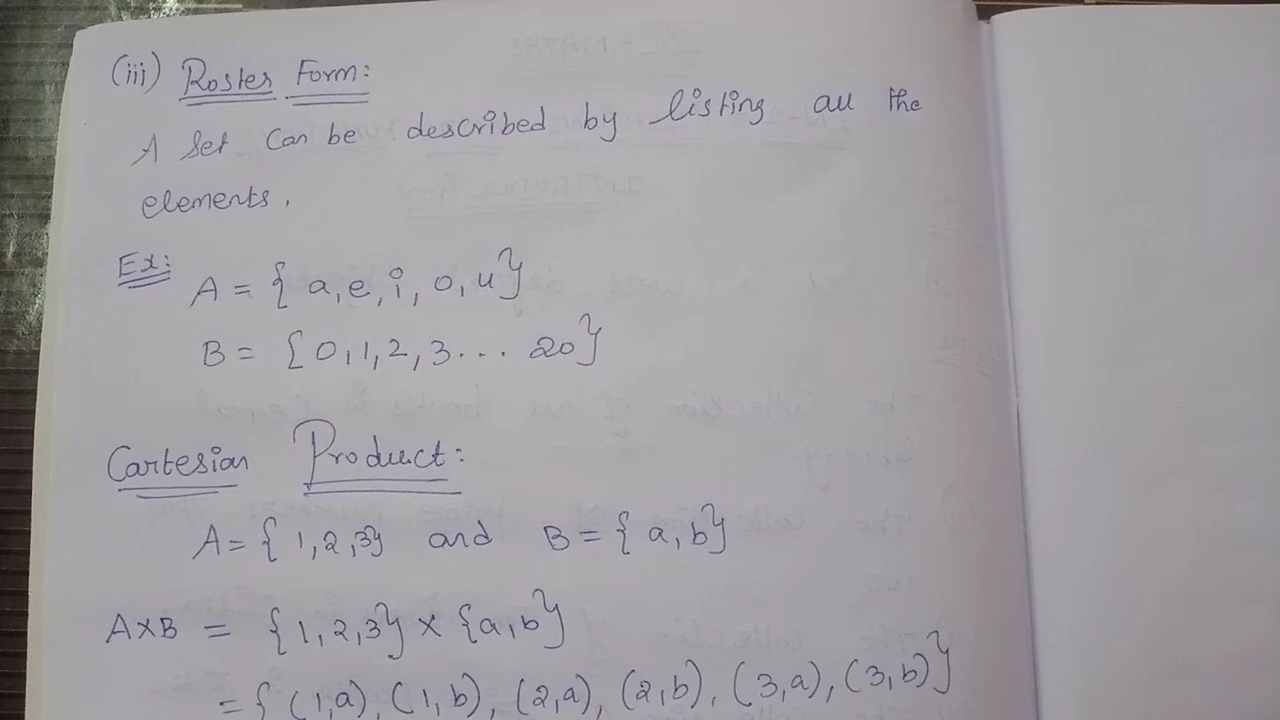 (iii) Roster Form:
A Set can be described by listing all the
elements.
Ex: A = { a, e, i, o, u}
B = {0, 1, 2, 3... 20}
Cartesian Product:
A = { 1, 2, 3} and B = { a, b}
A×B = {1, 2, 3} × {a, b}
= { (1,a), (1, b), (2,a), (2,b), (3,a), (3,b)}